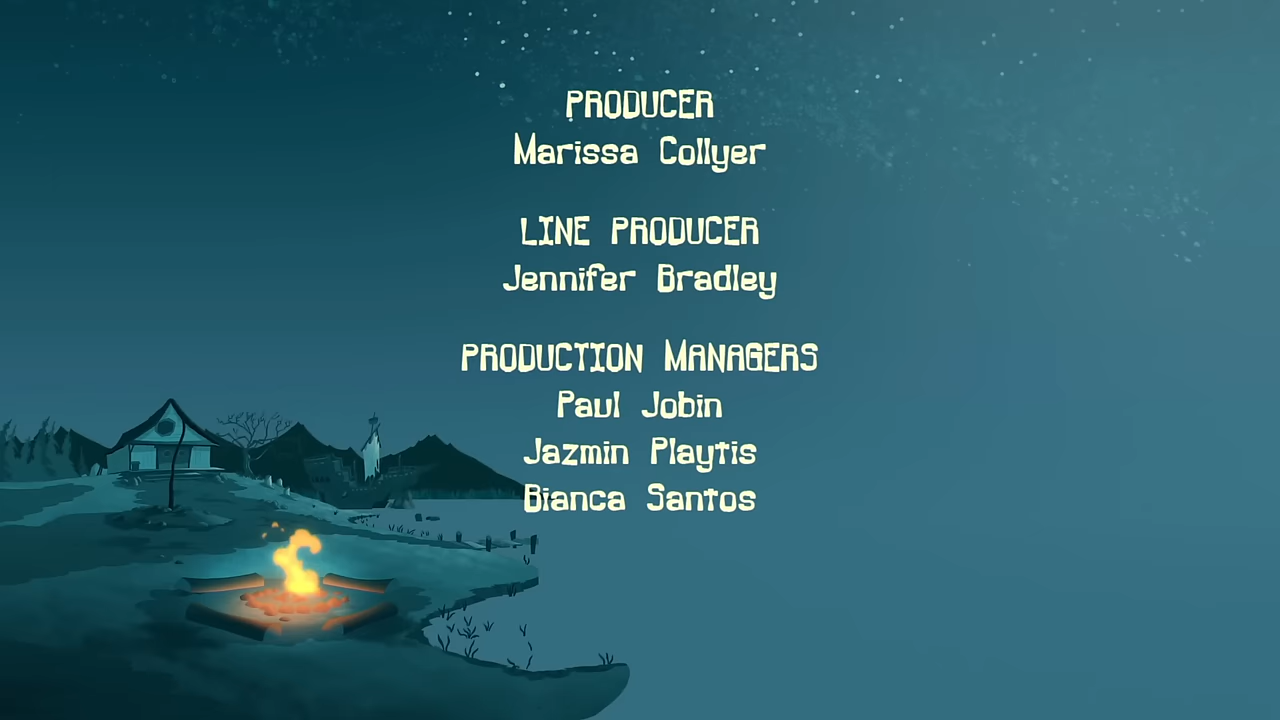 PRODUCER
Marissa Collyer
LINE PRODUCER
Jennifer Bradley
PRODUCTION MANAGERS
Paul Jobin
Jazmin Playtis
Bianca Santos